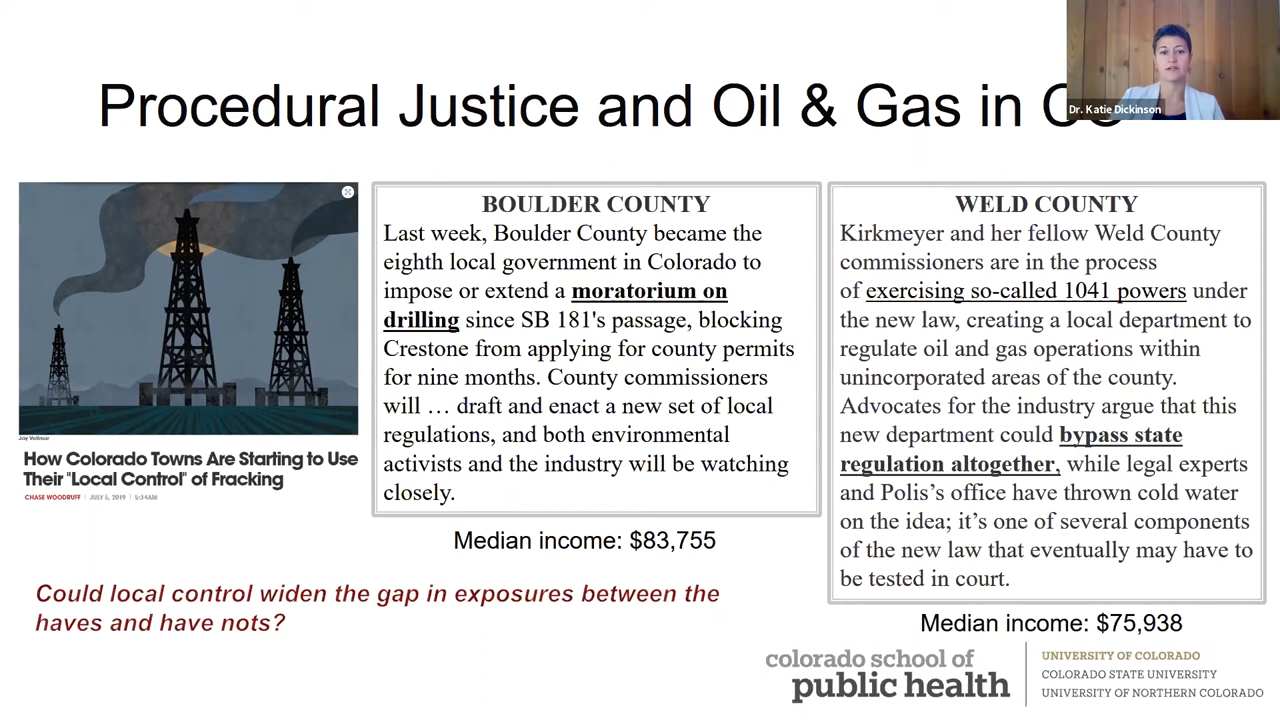 Procedural Justice and Oil & Gas in CO
Dr. Katie Dickinson
Jay Vollmar
How Colorado Towns Are Starting to Use
Their "Local Control" of Fracking
CHASE WOODRUFF | JULY 5, 2019 | 5:34AM
BOULDER COUNTY
Last week, Boulder County became the
eighth local government in Colorado to
impose or extend a moratorium on
drilling since SB 181's passage, blocking
Crestone from applying for county permits
for nine months. County commissioners
will … draft and enact a new set of local
regulations, and both environmental
activists and the industry will be watching
closely.
Median income: $83,755
WELD COUNTY
Kirkmeyer and her fellow Weld County
commissioners are in the process
of exercising so-called 1041 powers under
the new law, creating a local department to
regulate oil and gas operations within
unincorporated areas of the county.
Advocates for the industry argue that this
new department could bypass state
regulation altogether, while legal experts
and Polis’s office have thrown cold water
on the idea; it’s one of several components
of the new law that eventually may have to
be tested in court.
Median income: $75,938
Could local control widen the gap in exposures between the
haves and have nots?
colorado school of
public health
UNIVERSITY OF COLORADO
COLORADO STATE UNIVERSITY
UNIVERSITY OF NORTHERN COLORADO